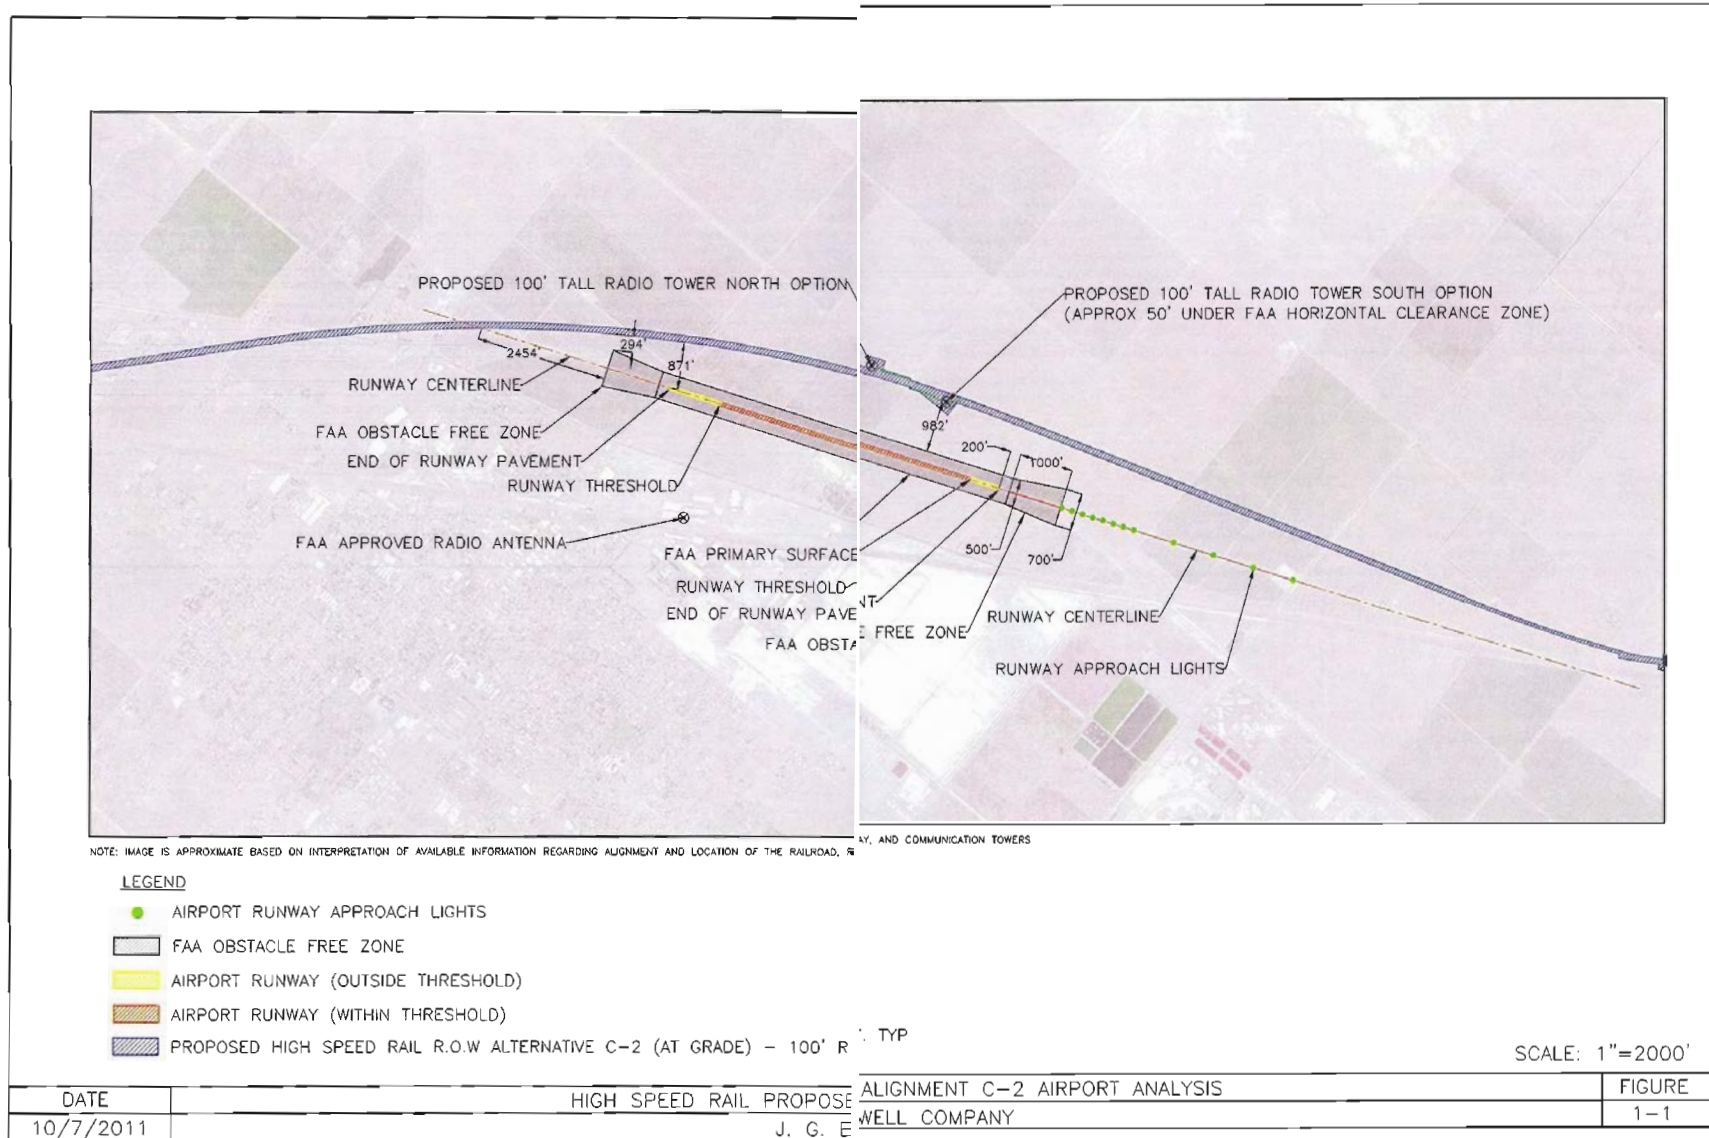 PROPOSED 100' TALL RADIO TOWER NORTH OPTION
PROPOSED 100' TALL RADIO TOWER SOUTH OPTION
(APPROX 50' UNDER FAA HORIZONTAL CLEARANCE ZONE)
294'
2454'
871'
RUNWAY CENTERLINE
982'
FAA OBSTACLE FREE ZONE
200'
1000'
END OF RUNWAY PAVEMENT
RUNWAY THRESHOLD
FAA APPROVED RADIO ANTENNA
FAA PRIMARY SURFACE
500'
700'
RUNWAY THRESHOLD
END OF RUNWAY PAVE
NT
RUNWAY CENTERLINE
FAA OBSTA
E FREE ZONE
RUNWAY APPROACH LIGHTS
NOTE: IMAGE IS APPROXIMATE BASED ON INTERPRETATION OF AVAILABLE INFORMATION REGARDING ALIGNMENT AND LOCATION OF THE RAILROAD,
AY, AND COMMUNICATION TOWERS
LEGEND
AIRPORT RUNWAY APPROACH LIGHTS
FAA OBSTACLE FREE ZONE
AIRPORT RUNWAY (OUTSIDE THRESHOLD)
AIRPORT RUNWAY (WITHIN THRESHOLD)
PROPOSED HIGH SPEED RAIL R.O.W ALTERNATIVE C-2 (AT GRADE) - 100' R
. TYP
SCALE: 1"=2000'
DATE
HIGH SPEED RAIL PROPOSE
ALIGNMENT C-2 AIRPORT ANALYSIS
FIGURE
10/7/2011
J. G. B
WELL COMPANY
1-1